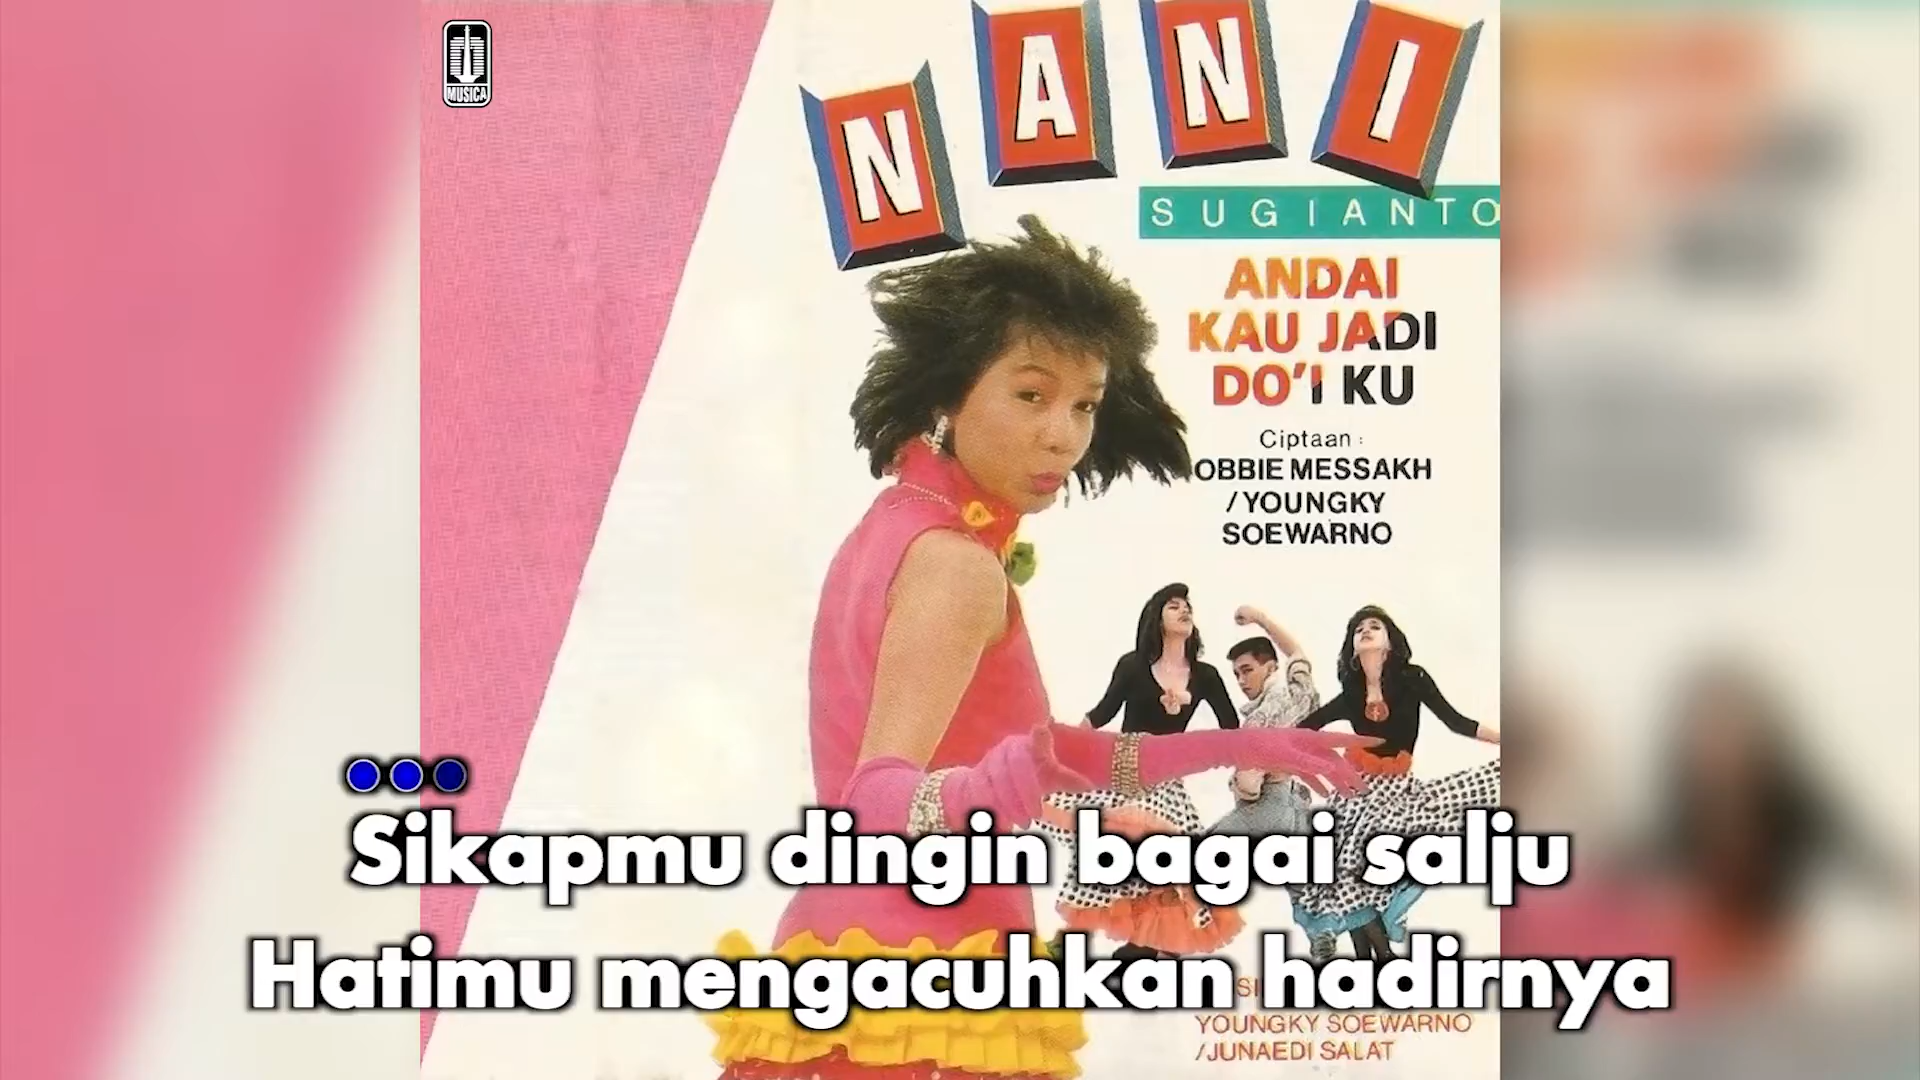 MUSICA
NANI
SUGIANTO
ANDAI
KAU JADI
DO'I KU
Ciptaan :
OBBIE MESSAKH
/YOUNGKY
SOEWARNO
Sikapmu dingin bagai salju
Hatimu mengacuhkan hadirnya
YOUNGKY SOEWARNO
/JUNAEDI SALAT